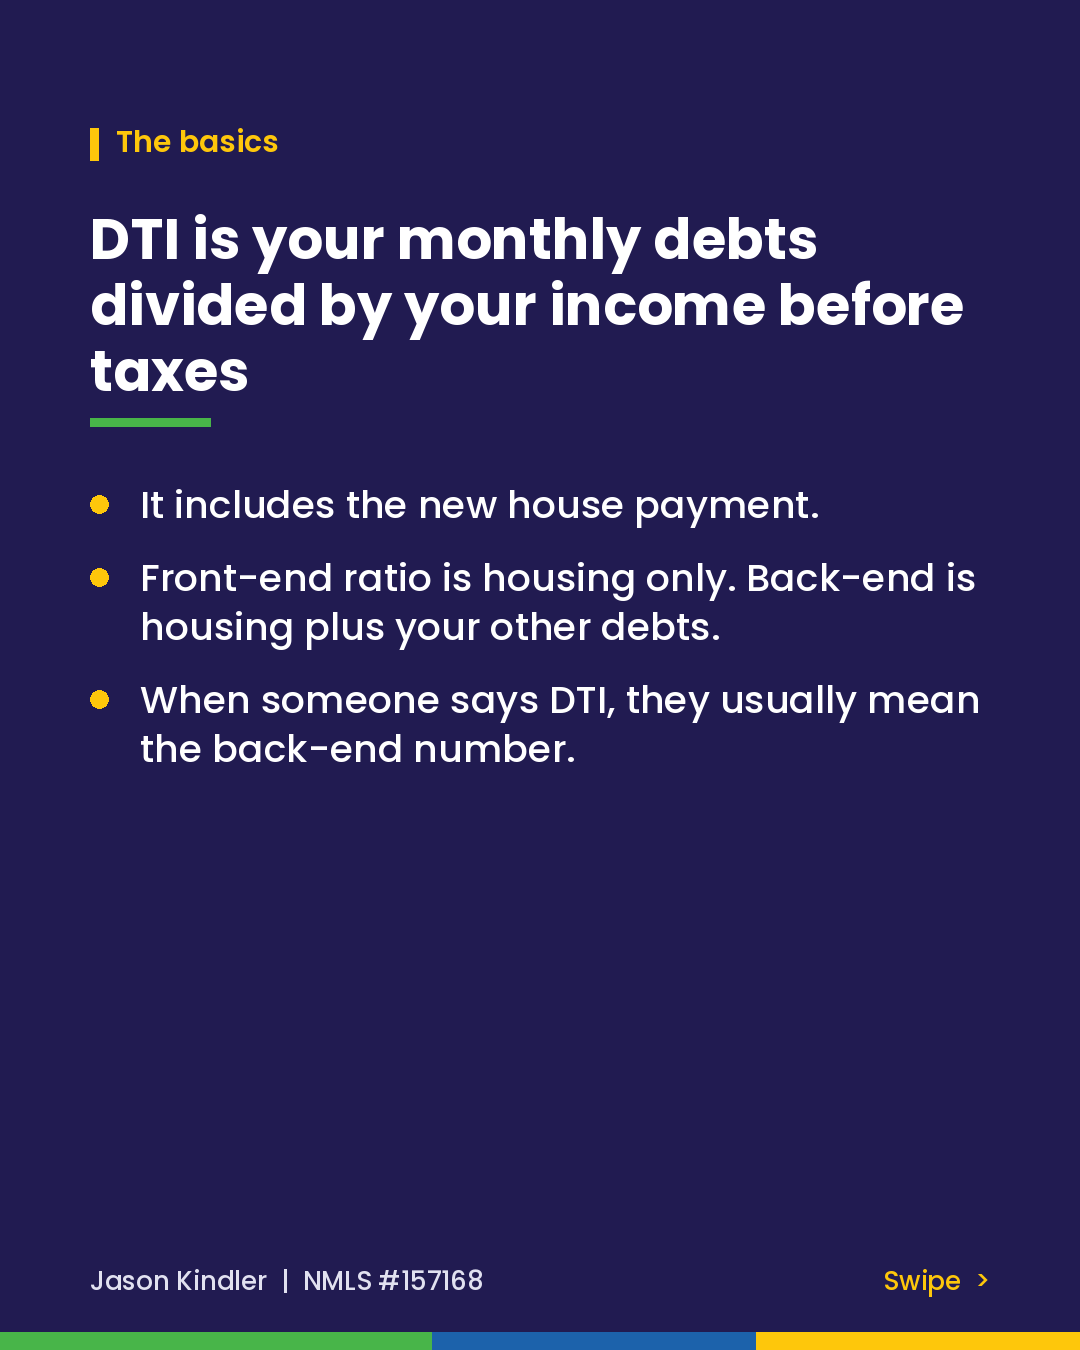 The basics
DTI is your monthly debts
divided by your income before
taxes
It includes the new house payment.
Front-end ratio is housing only. Back-end is
housing plus your other debts.
When someone says DTI, they usually mean
the back-end number.
Jason Kindler | NMLS #157168
Swipe >